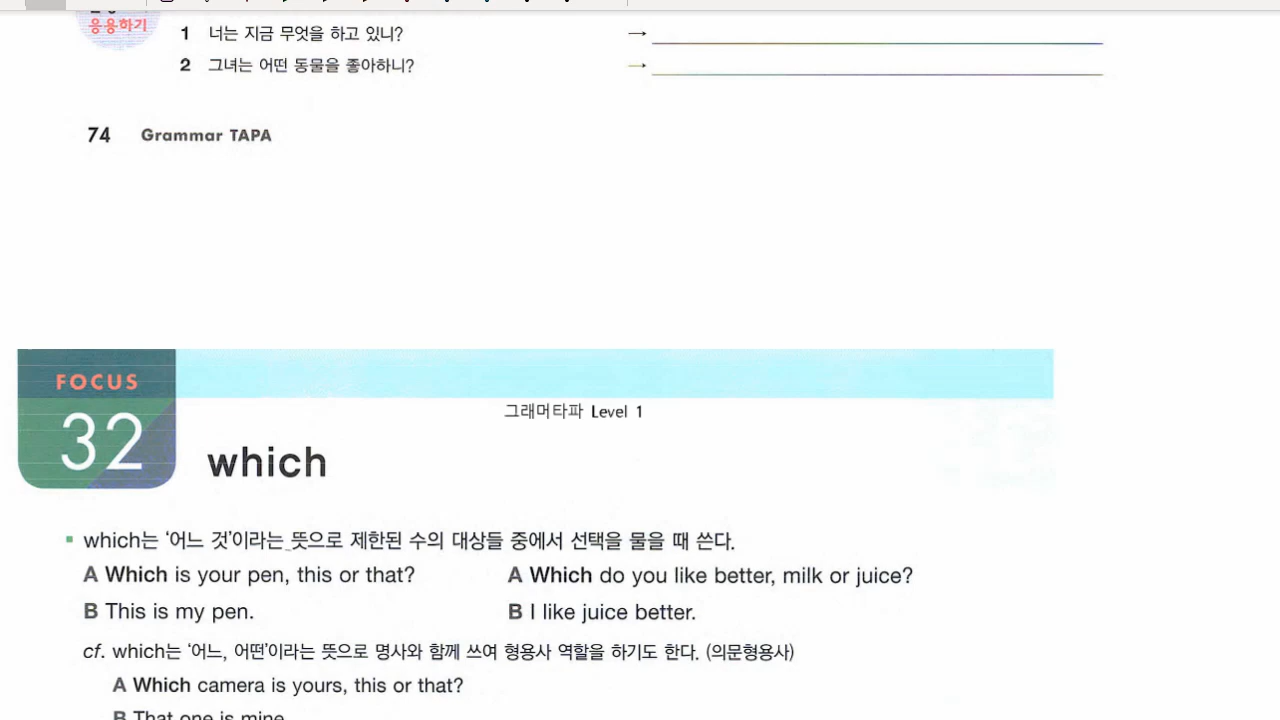 응용하기
1 너는 지금 무엇을 하고 있니? →
2 그녀는 어떤 동물을 좋아하니? →
74 Grammar TAPA
FOCUS
32
그래머타파 Level 1
which
which는 ‘어느 것’이라는 뜻으로 제한된 수의 대상들 중에서 선택을 물을 때 쓴다.
A Which is your pen, this or that? A Which do you like better, milk or juice?
B This is my pen. B I like juice better.
cf. which는 ‘어느, 어떤’이라는 뜻으로 명사와 함께 쓰여 형용사 역할을 하기도 한다. (의문형용사)
A Which camera is yours, this or that?
B That one is mine